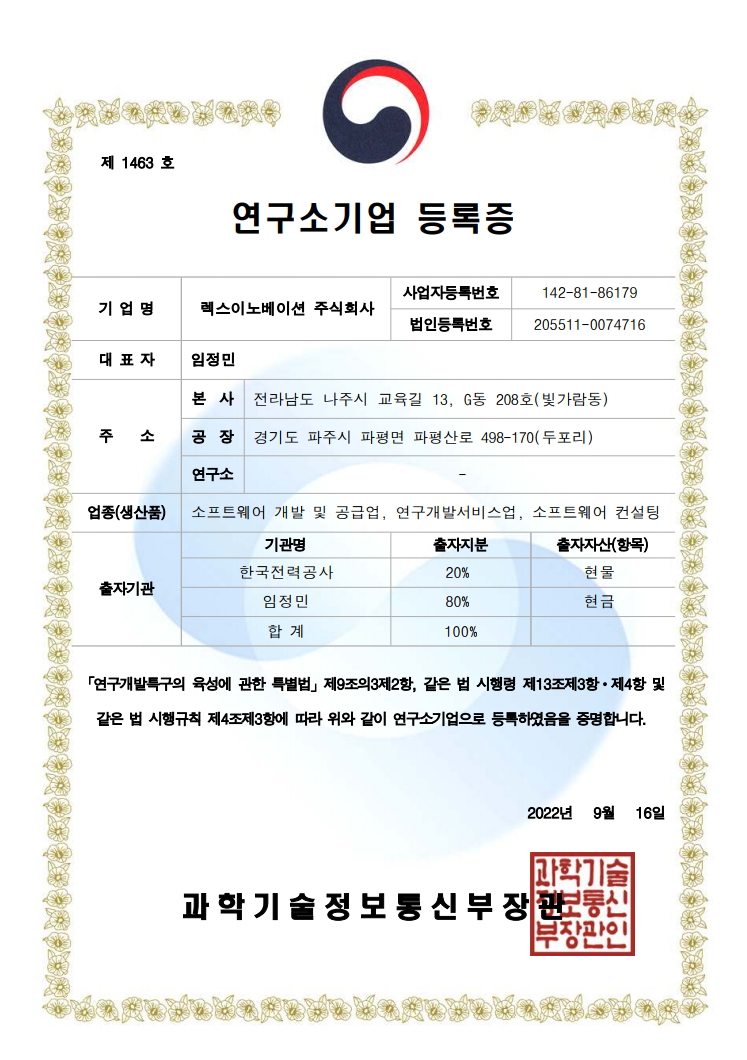 제 1463 호
연구소기업 등록증
기 업 명 렉스이노베이션 주식회사 사업자등록번호 142-81-86179
법인등록번호 205511-0074716
대 표 자 임정민
주 소 본 사 전라남도 나주시 교육길 13, G동 208호(빛가람동)
공 장 경기도 파주시 파평면 파평산로 498-170(두포리)
연구소 -
업종(생산품) 소프트웨어 개발 및 공급업, 연구개발서비스업, 소프트웨어 컨설팅
출자기관 기관명 출자지분 출자자산(항목)
한국전력공사 20% 현물
임정민 80% 현금
합 계 100%
「연구개발특구의 육성에 관한 특별법」 제9조의3제2항, 같은 법 시행령 제13조제3항·제4항 및
같은 법 시행규칙 제4조제3항에 따라 위와 같이 연구소기업으로 등록하였음을 증명합니다.
2022년 9월 16일
과학기술정보통신부장관
과학기술
정보통신
부장관인